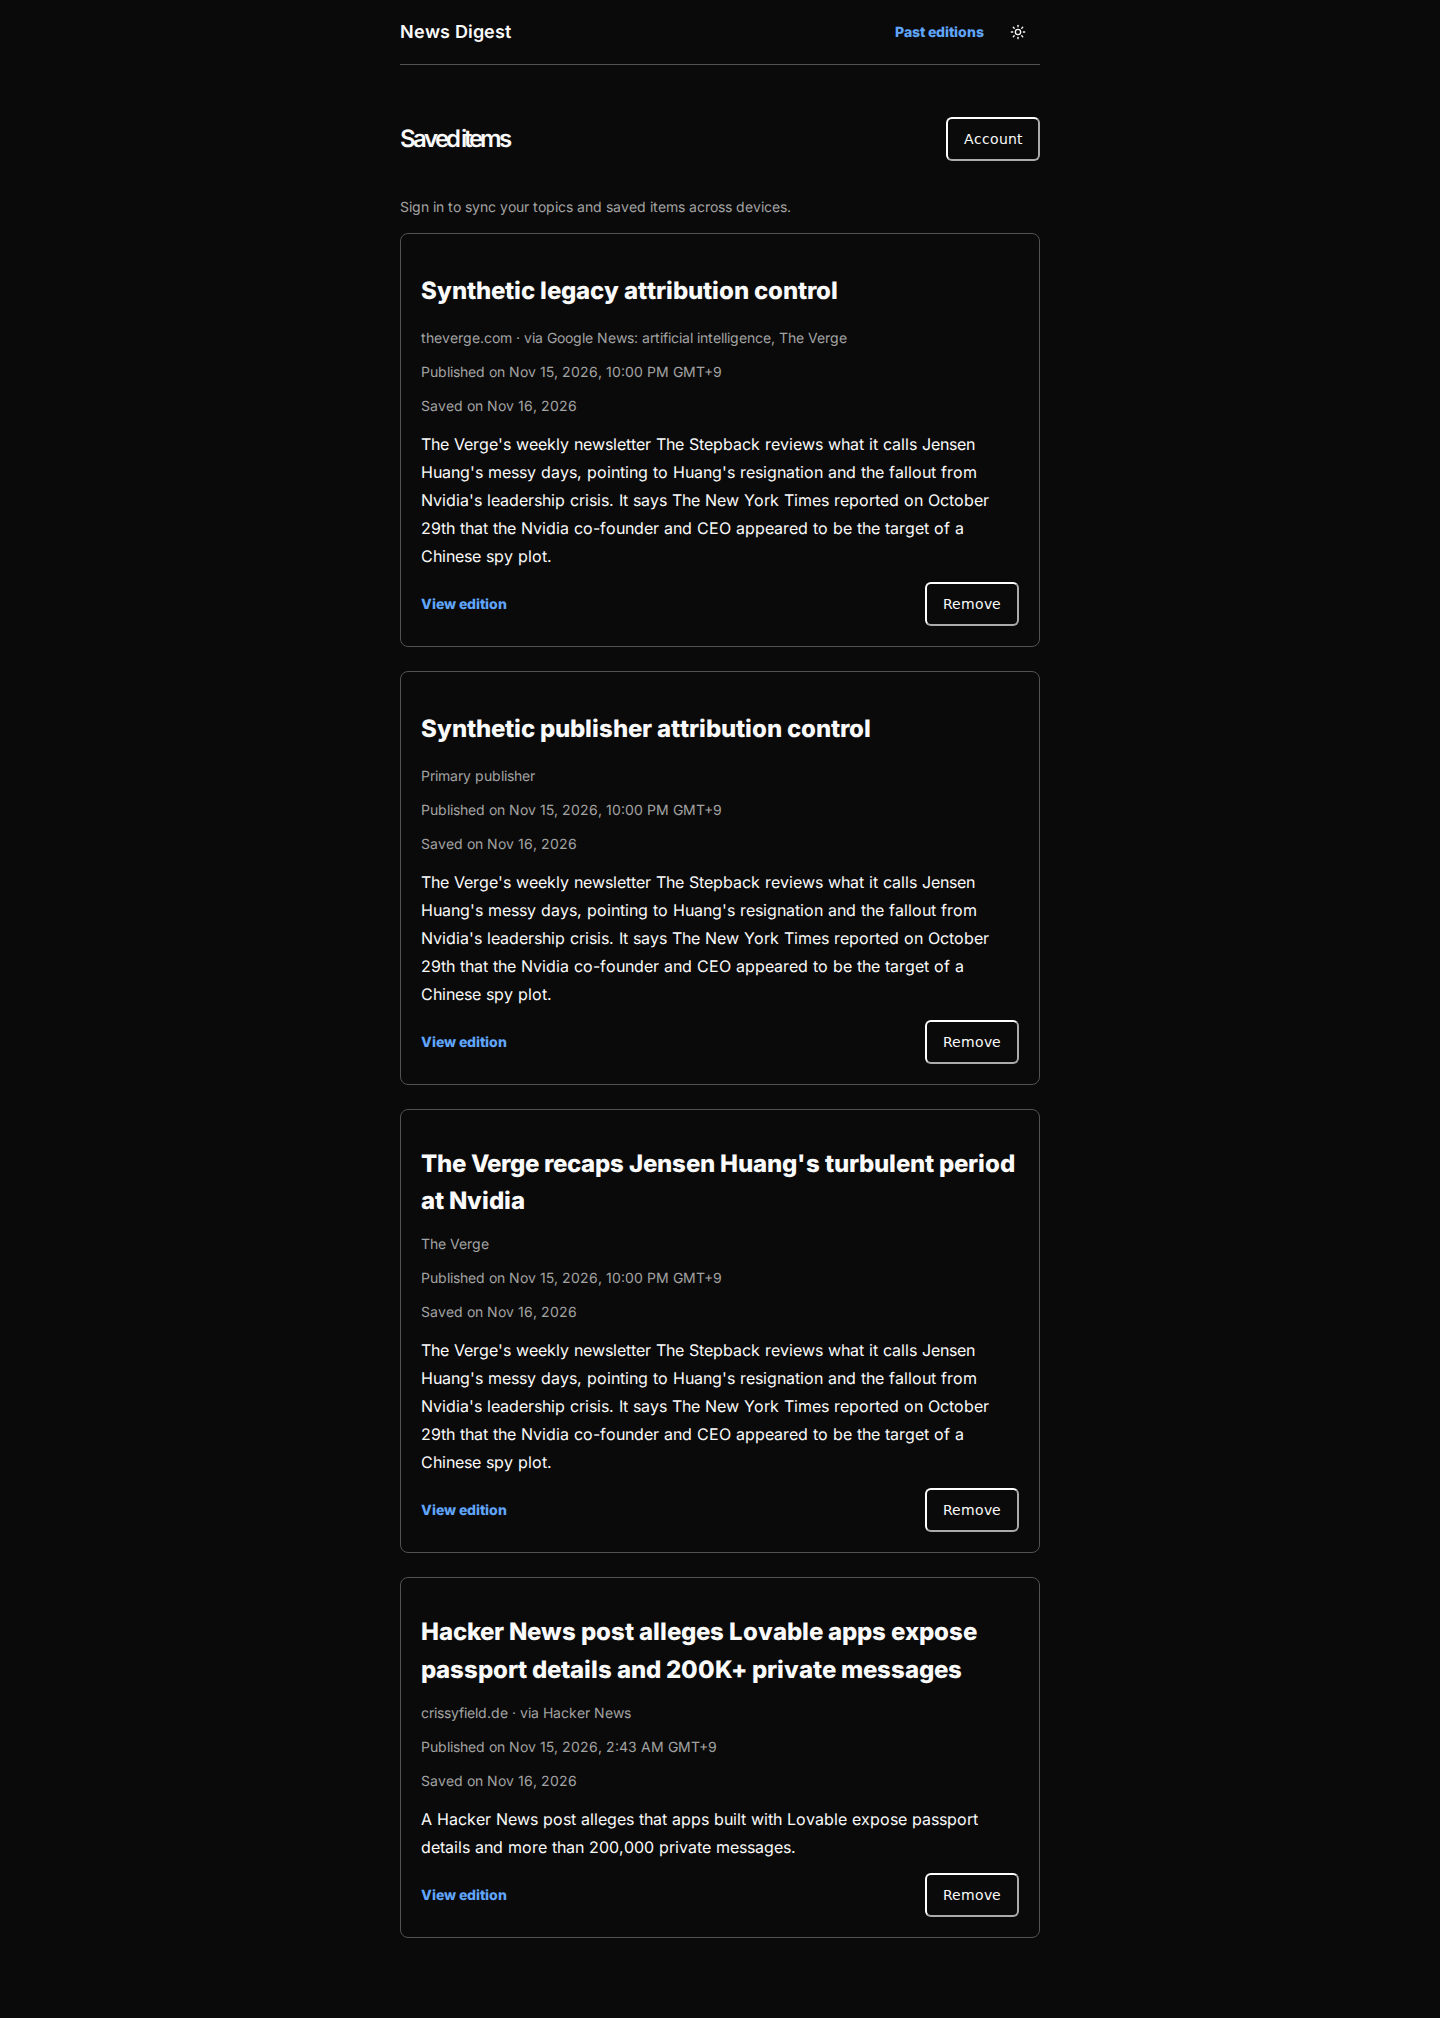 News Digest
Past editions
Saved items
Account
Sign in to sync your topics and saved items across devices.
Synthetic legacy attribution control
theverge.com · via Google News: artificial intelligence, The Verge
Published on Nov 15, 2026, 10:00 PM GMT+9
Saved on Nov 16, 2026
The Verge's weekly newsletter The Stepback reviews what it calls Jensen
Huang's messy days, pointing to Huang's resignation and the fallout from
Nvidia's leadership crisis. It says The New York Times reported on October
29th that the Nvidia co-founder and CEO appeared to be the target of a
Chinese spy plot.
View edition
Remove
Synthetic publisher attribution control
Primary publisher
Published on Nov 15, 2026, 10:00 PM GMT+9
Saved on Nov 16, 2026
The Verge's weekly newsletter The Stepback reviews what it calls Jensen
Huang's messy days, pointing to Huang's resignation and the fallout from
Nvidia's leadership crisis. It says The New York Times reported on October
29th that the Nvidia co-founder and CEO appeared to be the target of a
Chinese spy plot.
View edition
Remove
The Verge recaps Jensen Huang's turbulent period
at Nvidia
The Verge
Published on Nov 15, 2026, 10:00 PM GMT+9
Saved on Nov 16, 2026
The Verge's weekly newsletter The Stepback reviews what it calls Jensen
Huang's messy days, pointing to Huang's resignation and the fallout from
Nvidia's leadership crisis. It says The New York Times reported on October
29th that the Nvidia co-founder and CEO appeared to be the target of a
Chinese spy plot.
View edition
Remove
Hacker News post alleges Lovable apps expose
passport details and 200K+ private messages
crissyfield.de · via Hacker News
Published on Nov 15, 2026, 2:43 AM GMT+9
Saved on Nov 16, 2026
A Hacker News post alleges that apps built with Lovable expose passport
details and more than 200,000 private messages.
View edition
Remove